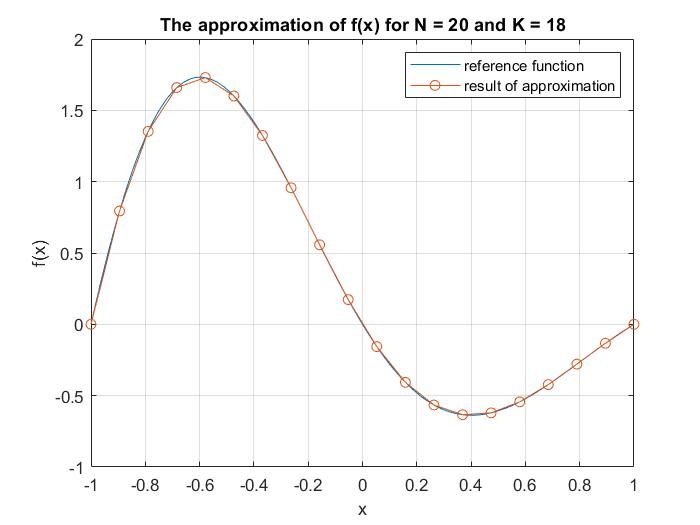 The approximation of f(x) for N = 20 and K = 18
2
reference function
result of approximation
1.5
1
f(x)
0.5
0
-0.5
-1
-1 -0.8 -0.6 -0.4 -0.2 0 0.2 0.4 0.6 0.8 1
x